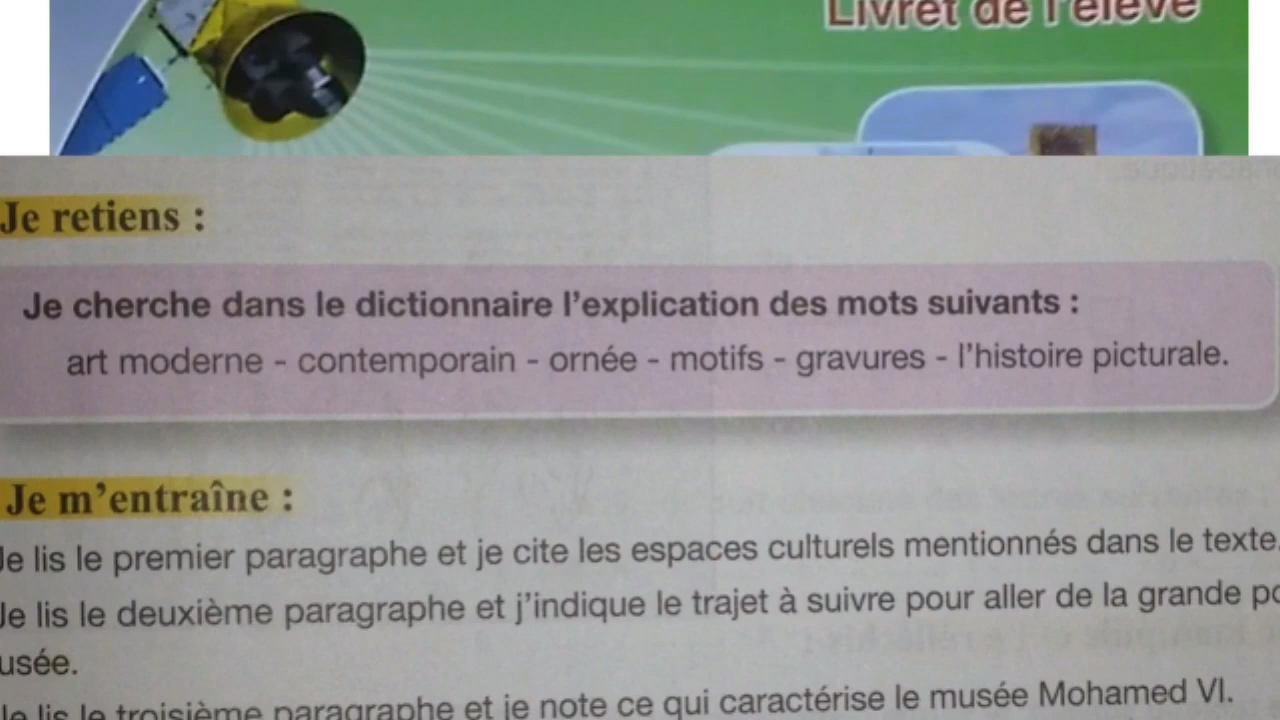 Livret de l'élève
Je retiens :
Je cherche dans le dictionnaire l'explication des mots suivants :
art moderne - contemporain - ornée - motifs - gravures - l'histoire picturale.
Je m'entraîne :
Je lis le premier paragraphe et je cite les espaces culturels mentionnés dans le texte.
Je lis le deuxième paragraphe et j'indique le trajet à suivre pour aller de la grande
usée.
Je lis le troisième paragraphe et je note ce qui caractérise le musée Mohamed VI.